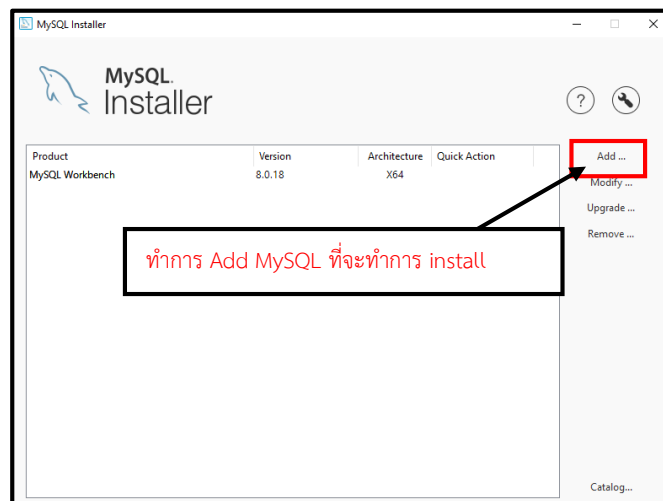 MySQL Installer
MySQL.
Installer
?
Product Version Architecture Quick Action
MySQL Workbench 8.0.18 X64
Add ...
Modify ...
Upgrade ...
Remove ...
ทำการ Add MySQL ที่จะทำการ install
Catalog...